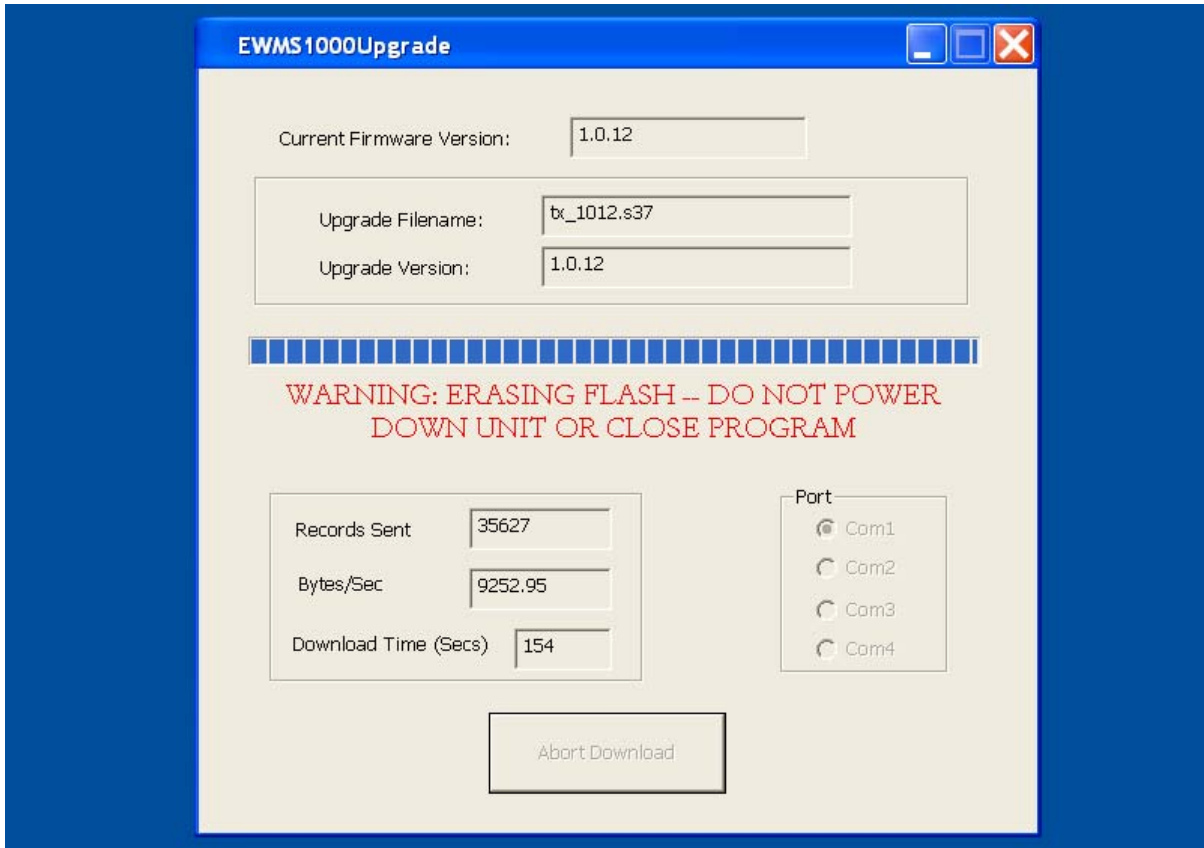 EWMS1000Upgrade
Current Firmware Version: 1.0.12
Upgrade Filename: tx_1012.s37
Upgrade Version: 1.0.12
WARNING: ERASING FLASH -- DO NOT POWER
DOWN UNIT OR CLOSE PROGRAM
Records Sent 35627
Bytes/Sec 9252.95
Download Time (Secs) 154
Port
Com1
Com2
Com3
Com4
Abort Download